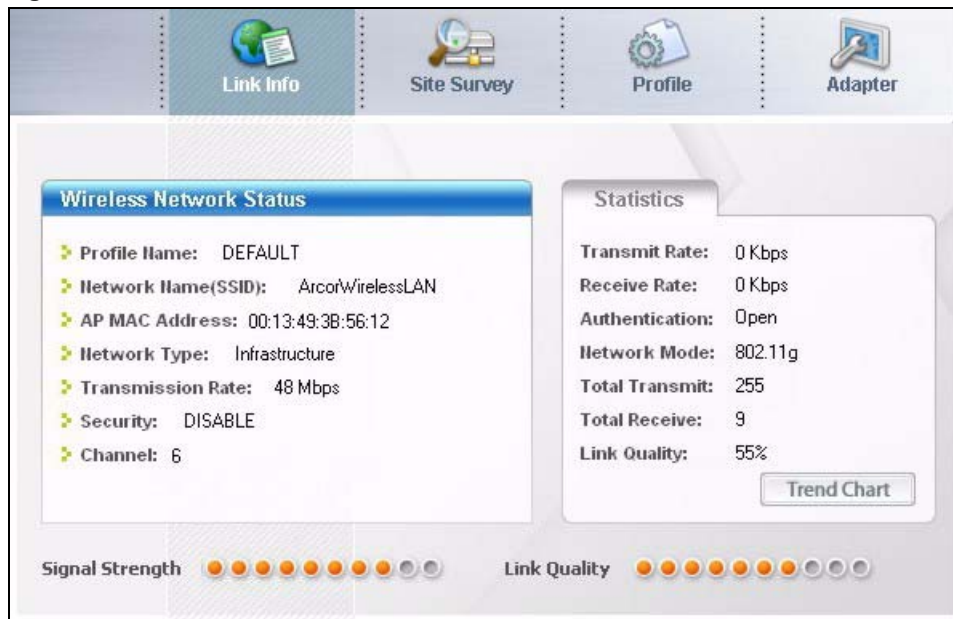 Link Info
Site Survey
Profile
Adapter
Wireless Network Status
Profile Name: DEFAULT
Network Name(SSID): ArcorWirelessLAN
AP MAC Address: 00:13:49:3B:56:12
Network Type: Infrastructure
Transmission Rate: 48 Mbps
Security: DISABLE
Channel: 6
Statistics
Transmit Rate: 0 Kbps
Receive Rate: 0 Kbps
Authentication: Open
Network Mode: 802.11g
Total Transmit: 255
Total Receive: 9
Link Quality: 55%
Trend Chart
Signal Strength
Link Quality